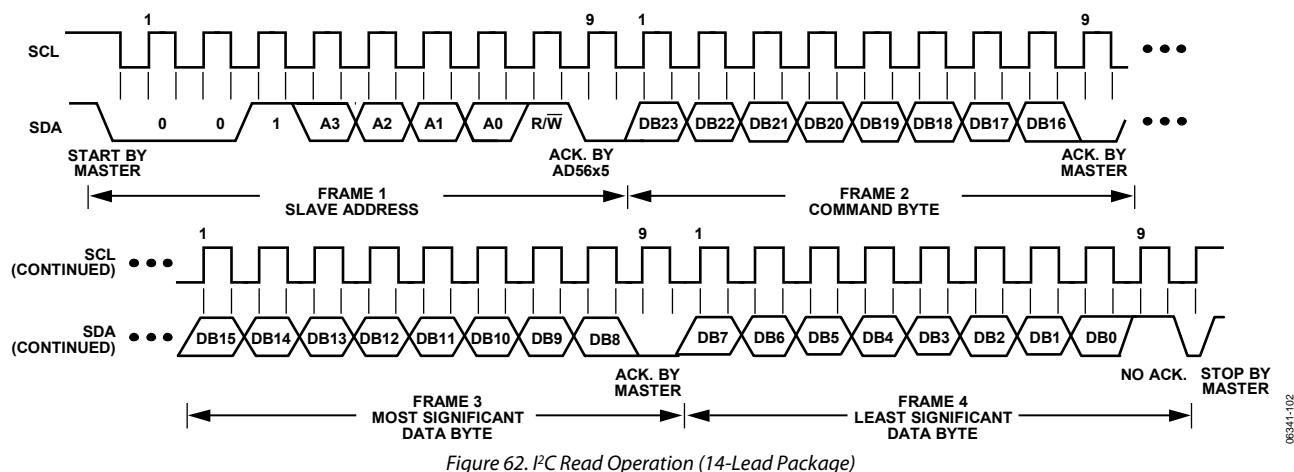 1 9 1 9
SCL
SDA 0 0 1 A3 A2 A1 A0 R/W̅ DB23 DB22 DB21 DB20 DB19 DB18 DB17 DB16
START BY
MASTER
ACK. BY
AD56x5
ACK. BY
MASTER
FRAME 1
SLAVE ADDRESS
FRAME 2
COMMAND BYTE
1 9 1 9
SCL
(CONTINUED)
SDA
(CONTINUED)
DB15 DB14 DB13 DB12 DB11 DB10 DB9 DB8 DB7 DB6 DB5 DB4 DB3 DB2 DB1 DB0
ACK. BY
MASTER
NO ACK.
STOP BY
MASTER
FRAME 3
MOST SIGNIFICANT
DATA BYTE
FRAME 4
LEAST SIGNIFICANT
DATA BYTE
06341-102
Figure 62. I²C Read Operation (14-Lead Package)